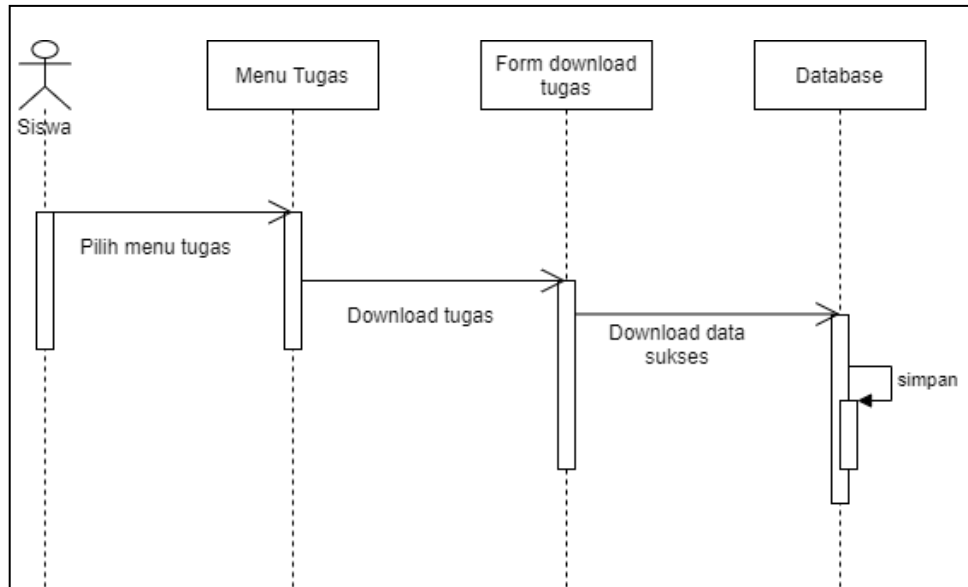 Siswa
Menu Tugas
Form download
tugas
Database
Pilih menu tugas
Download tugas
Download data
sukses
simpan